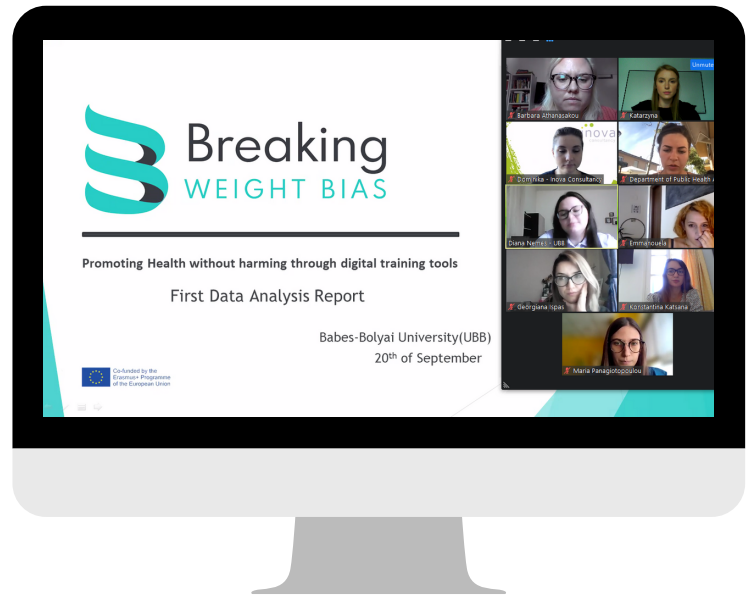 Breaking
WEIGHT BIAS
Promoting Health without harming through digital training tools
First Data Analysis Report
Babes-Bolyai University(UBB)
20th of September
Co-funded by the
Erasmus+ Programme
of the European Union
Unmute
Barbara Athanasakou
Katarzyna
nova
Dominika - Inova Consultancy
Department of Public Health a
Diana
- UBB
Emmanouela
Georgiana Ispas
Konstantina Katsana
Maria Panagiotopoulou